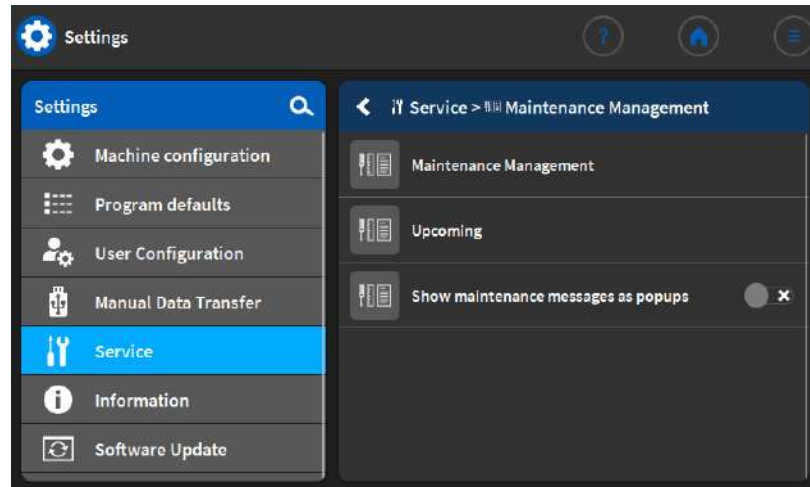 Settings
Settings
Machine configuration
Program defaults
User Configuration
Manual Data Transfer
Service
Information
Software Update
Service > Maintenance Management
Maintenance Management
Upcoming
Show maintenance messages as popups